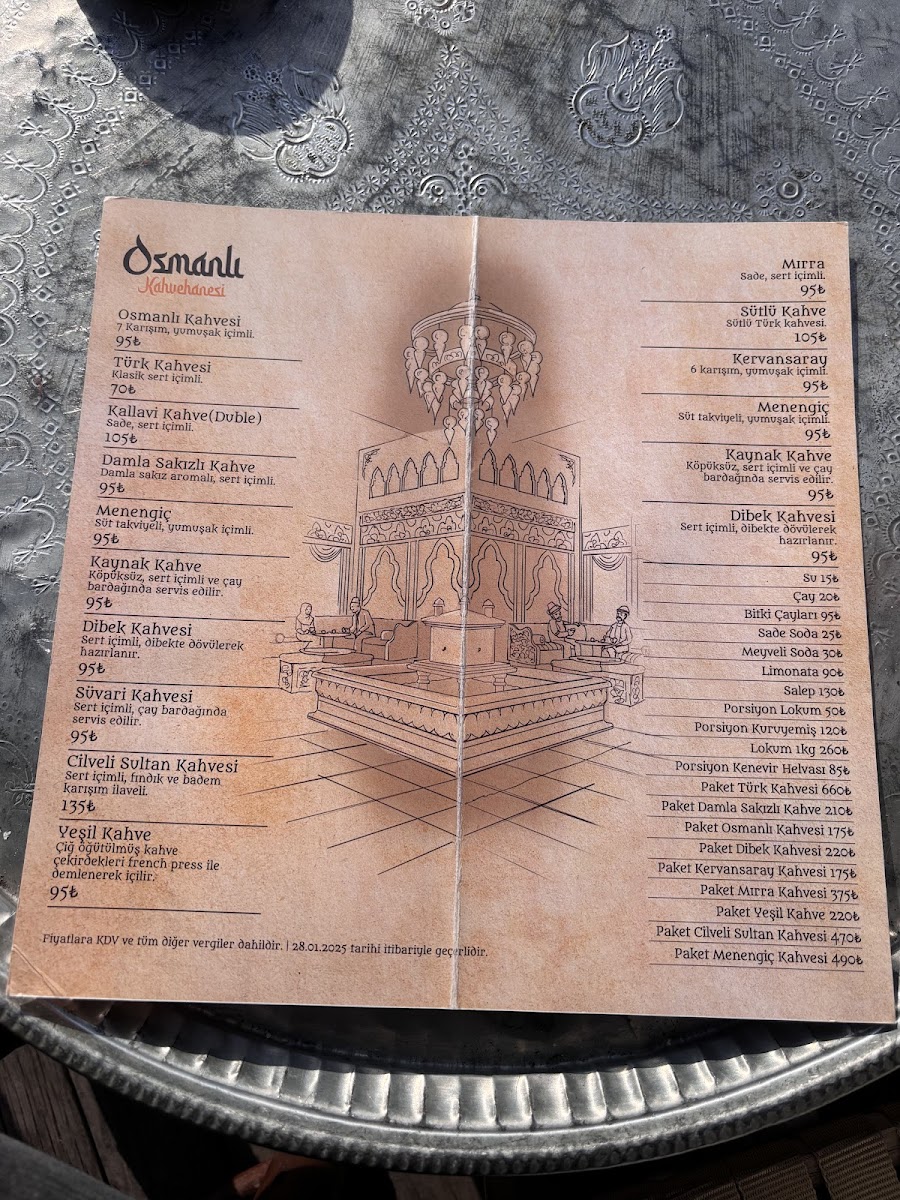 Osmanlı
Kahvehanesi
Osmanlı Kahvesi
7 Karışım, yumuşak içimli.
95₺
Türk Kahvesi
Klasik sert içimli.
70₺
Kallavi Kahve(Duble)
Sade, sert içimli.
105₺
Damla Sakızlı Kahve
Damla sakız aromalı, sert içimli.
95₺
Menengiç
Süt takviyeli, yumuşak içimli.
95₺
Kaynak Kahve
Köpüksüz, sert içimli ve çay
bardağında servis edilir.
95₺
Dibek Kahvesi
Sert içimli, dibekte dövülerek
hazırlanır.
95₺
Süvari Kahvesi
Sert içimli, çay bardağında
servis edilir.
95₺
Cilveli Sultan Kahvesi
Sert içimli, fındık ve badem
karışım ilaveli.
135₺
Yeşil Kahve
Çiğ öğütülmüş kahve
çekirdekleri french press ile
demlenerek içilir.
95₺
Fiyatlara KDV ve tüm diğer vergiler dahildir. | 28.01.2025 tarihi itibariyle geçerlidir.
Mırra
Sade, sert içimli.
95₺
Sütlü Kahve
Sütlü Türk kahvesi.
105₺
Kervansaray
6 karışım, yumuşak içimli.
95₺
Menengiç
Süt takviyeli, yumuşak içimli.
95₺
Kaynak Kahve
Köpüksüz, sert içimli ve çay
bardağında servis edilir.
95₺
Dibek Kahvesi
Sert içimli, dibekte dövülerek
hazırlanır.
95₺
Su 15₺
Çay 20₺
Bitki Çayları 95₺
Sade Soda 25₺
Meyveli Soda 30₺
Limonata 90₺
Salep 130₺
Porsiyon Lokum 50₺
Porsiyon Kuruyemiş 120₺
Lokum 1kg 260₺
Porsiyon Kenevir Helvası 85₺
Paket Türk Kahvesi 660₺
Paket Damla Sakızlı Kahve 210₺
Paket Osmanlı Kahvesi 175₺
Paket Dibek Kahvesi 220₺
Paket Kervansaray Kahvesi 175₺
Paket Mırra Kahvesi 375₺
Paket Yeşil Kahve 220₺
Paket Cilveli Sultan Kahvesi 470₺
Paket Menengiç Kahvesi 490₺